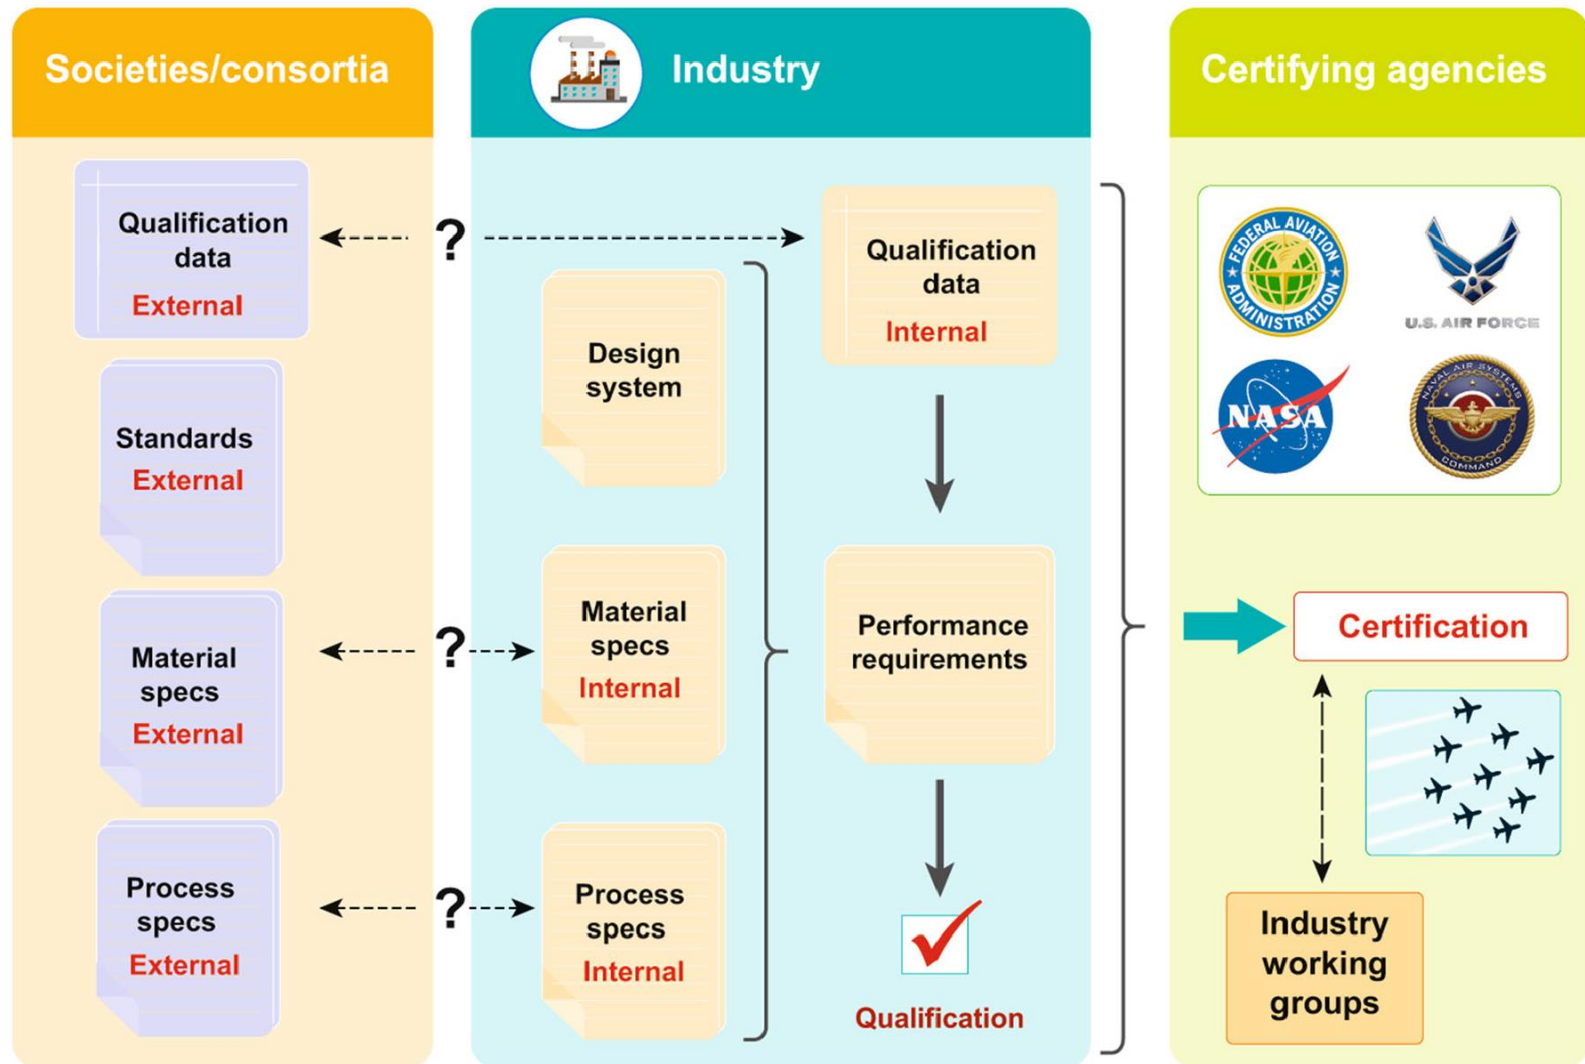 Societies/consortia
Qualification
data
External
Standards
External
Material
specs
External
Process
specs
External
?
?
?
Industry
Design
system
Material
specs
Internal
Process
specs
Internal
Qualification
data
Internal
Performance
requirements
Qualification
Certifying agencies
FEDERAL AVIATION
ADMINISTRATION
U.S. AIR FORCE
NASA
NAVAL AIR SYSTEMS
COMMAND
Certification
Industry
working
groups